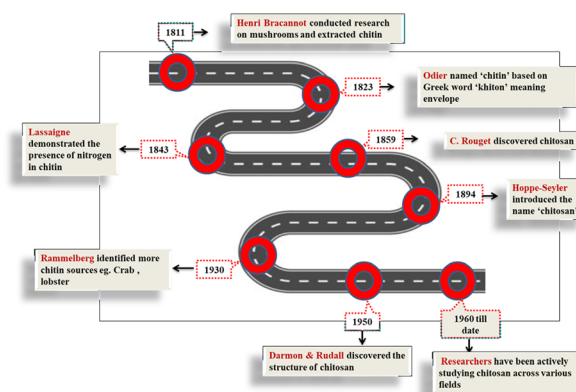 1811
Henri Bracannot conducted research
on mushrooms and extracted chitin
1823
Odier named ‘chitin’ based on
Greek word ‘khiton’ meaning
envelope
Lassaigne
demonstrated the
presence of nitrogen
in chitin
1843
1859
C. Rouget discovered chitosan
1894
Hoppe-Seyler
introduced the
name ‘chitosan’
Rammelberg identified more
chitin sources eg. Crab ,
lobster
1930
1950
Darmon & Rudall discovered the
structure of chitosan
1960 till
date
Researchers have been actively
studying chitosan across various
fields